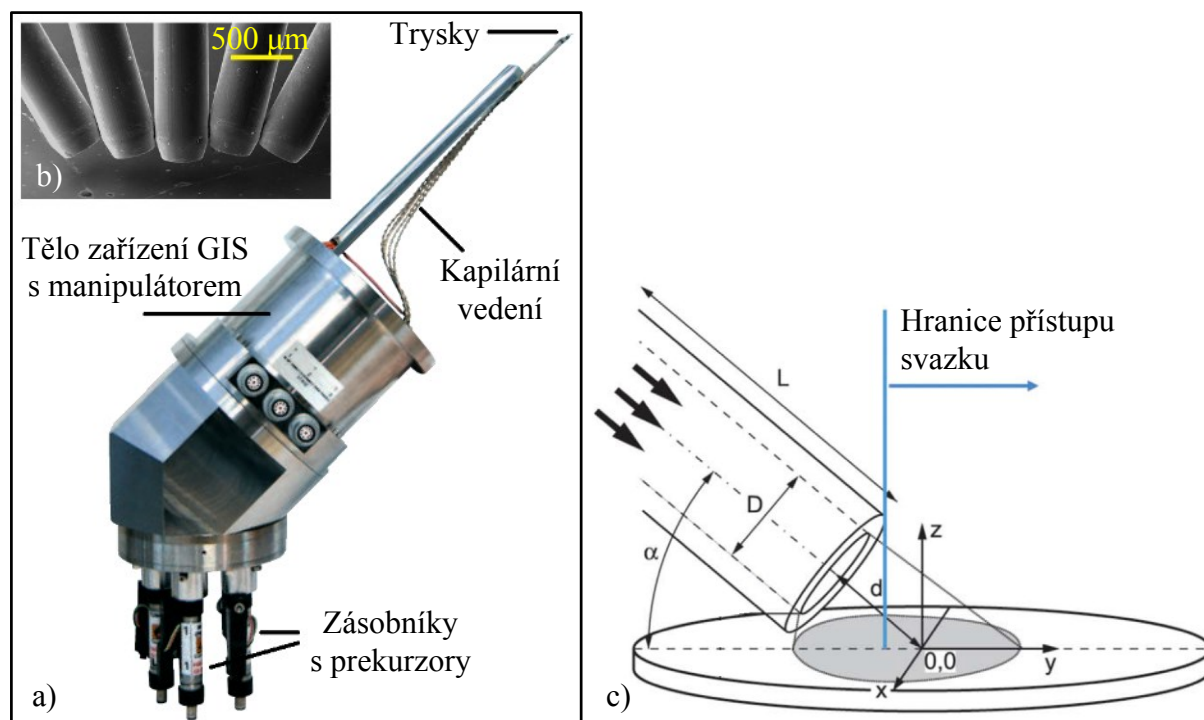 500 μm
b)
Trysky
Tělo zařízení GIS
s manipulátorem
Kapilární
vedení
Zásobníky
s prekurzory
a)
Hranice přístupu
svazku
L
D
α
d
z
0,0
y
x
c)